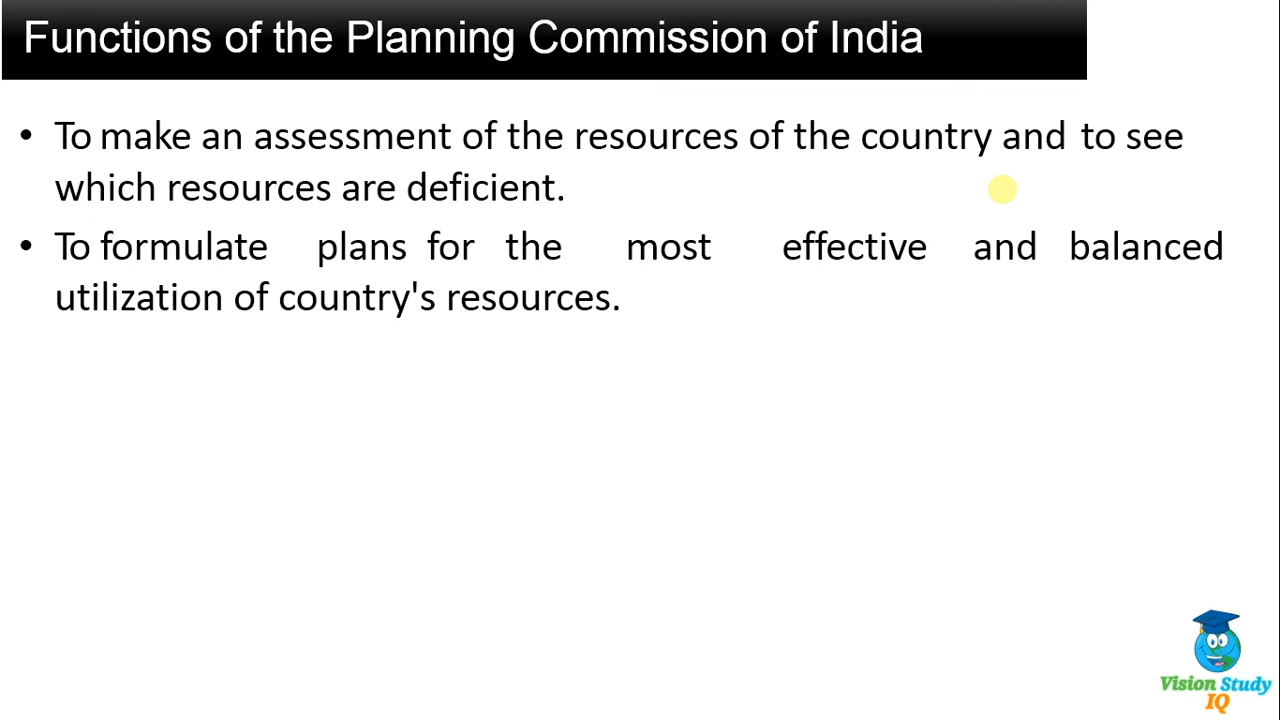 Functions of the Planning Commission of India
• To make an assessment of the resources of the country and to see
which resources are deficient.
• To formulate plans for the most effective and balanced
utilization of country's resources.
Vision Study
IQ